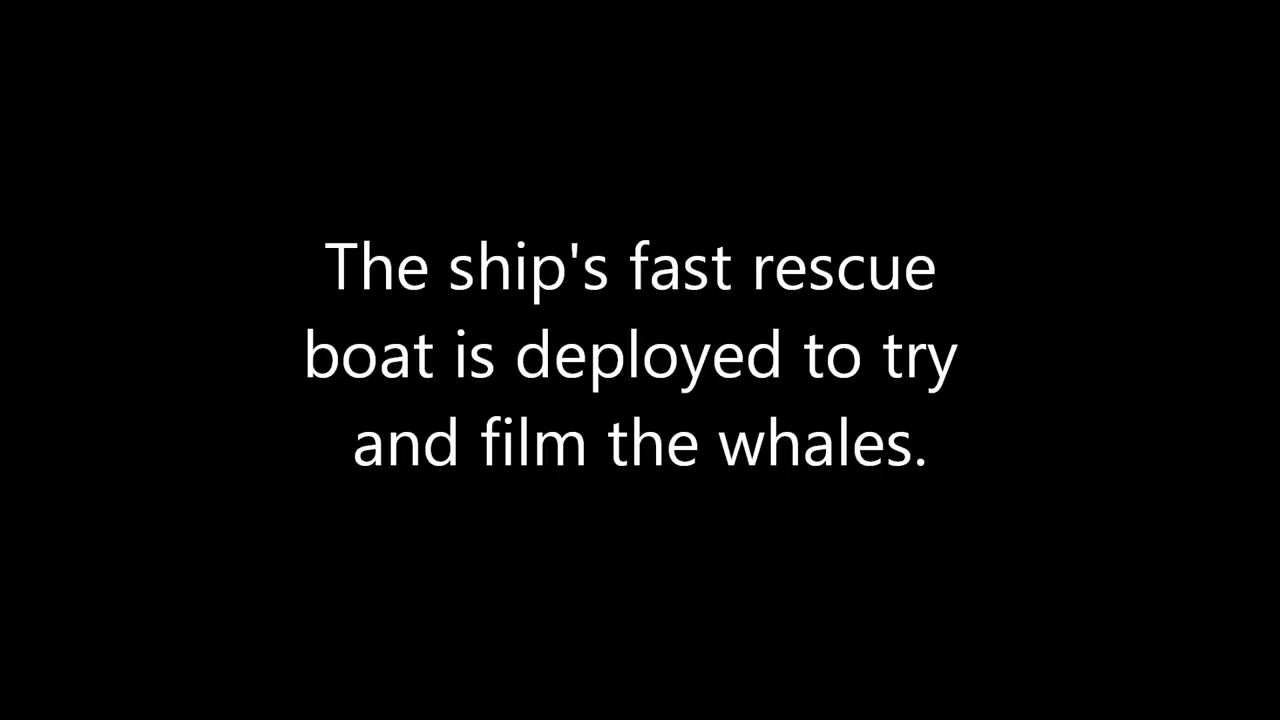 The ship's fast rescue
boat is deployed to try
and film the whales.